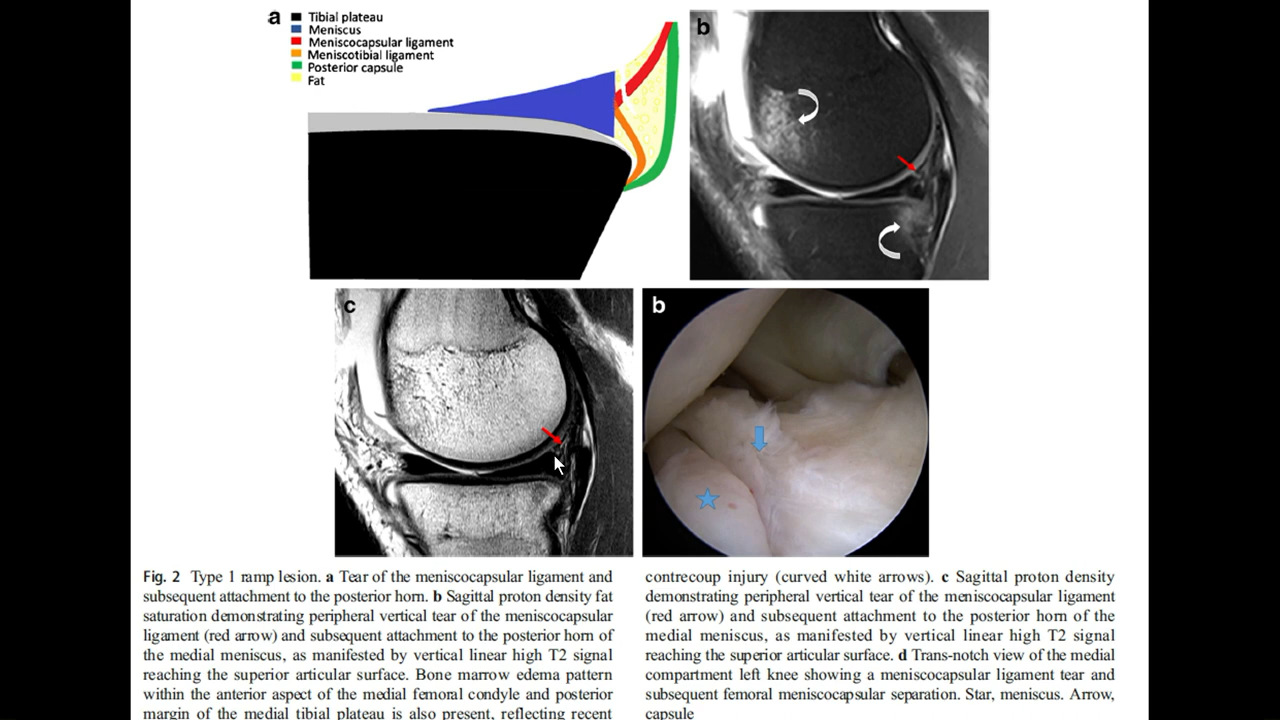 a
Tibial plateau
Meniscus
Meniscocapsular ligament
Meniscotibial ligament
Posterior capsule
Fat
b
c
b
Fig. 2 Type 1 ramp lesion. a Tear of the meniscocapsular ligament and
subsequent attachment to the posterior horn. b Sagittal proton density fat
saturation demonstrating peripheral vertical tear of the meniscocapsular
ligament (red arrow) and subsequent attachment to the posterior horn of
the medial meniscus, as manifested by vertical linear high T2 signal
reaching the superior articular surface. Bone marrow edema pattern
within the anterior aspect of the medial femoral condyle and posterior
margin of the medial tibial plateau is also present, reflecting recent
contrecoup injury (curved white arrows). c Sagittal proton density
demonstrating peripheral vertical tear of the meniscocapsular ligament
(red arrow) and subsequent attachment to the posterior horn of the
medial meniscus, as manifested by vertical linear high T2 signal
reaching the superior articular surface. d Trans-notch view of the medial
compartment left knee showing a meniscocapsular ligament tear and
subsequent femoral meniscocapsular separation. Star, meniscus. Arrow,
capsule